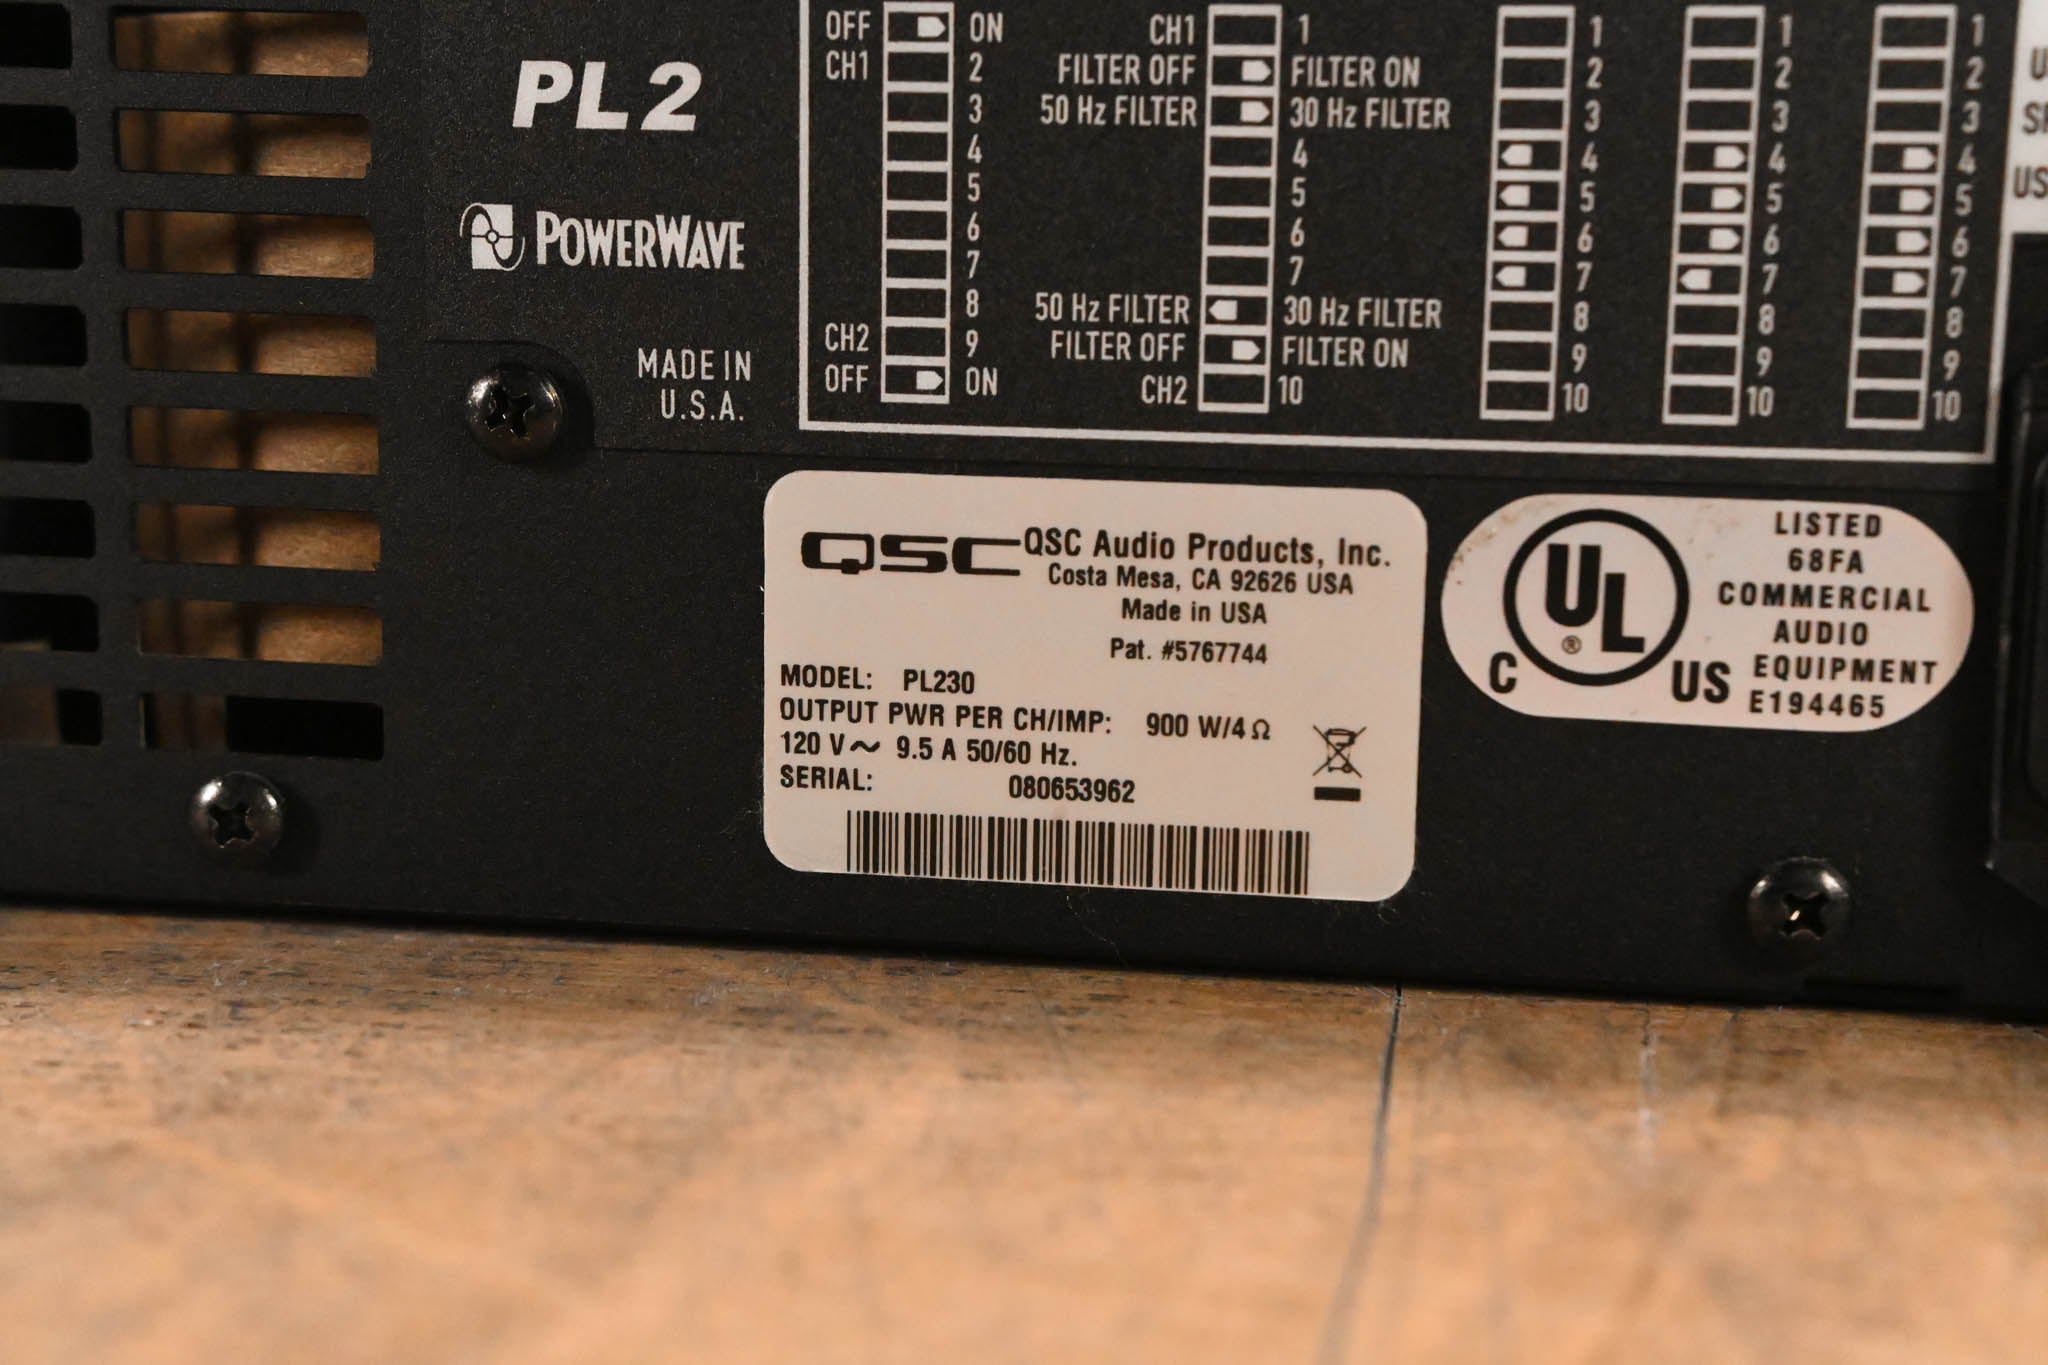 PL2
POWERWAVE
MADE IN
U.S.A.
OFF ON
CH1 2
3
4
5
6
7
8
CH2 9
OFF ON
CH1 1
FILTER OFF FILTER ON
50 Hz FILTER 30 Hz FILTER
4
5
6
7
50 Hz FILTER 30 Hz FILTER
FILTER OFF FILTER ON
CH2 10
1
2
3
4
5
6
7
8
9
10
1
2
3
4
5
6
7
8
9
10
1
2
3
4
5
6
7
8
9
10
QSC QSC Audio Products, Inc.
Costa Mesa, CA 92626 USA
Made in USA
Pat. #5767744
MODEL: PL230
OUTPUT PWR PER CH/IMP: 900 W/4 Ω
120 V ~ 9.5 A 50/60 Hz.
SERIAL: 080653962
C UL ® US
LISTED
68FA
COMMERCIAL
AUDIO
EQUIPMENT
E194465